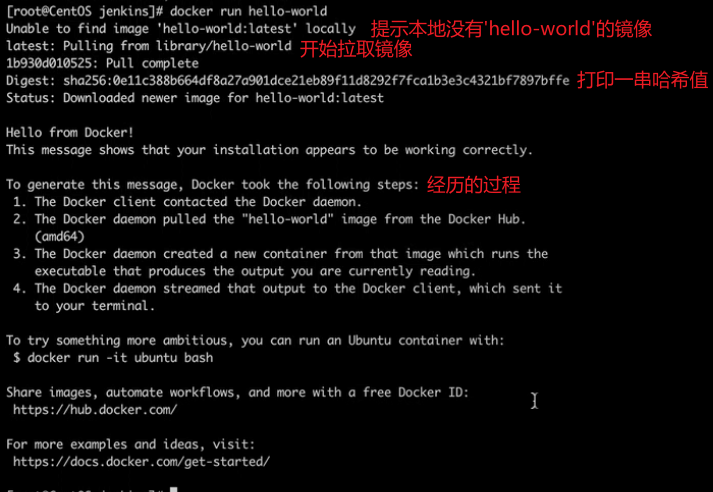 [root@CentOS jenkins]# docker run hello-world
Unable to find image 'hello-world:latest' locally 提示本地没有'hello-world'的镜像
latest: Pulling from library/hello-world 开始拉取镜像
1b930d010525: Pull complete
Digest: sha256:0e11c388b664df8a27a901dce21eb89f11d8292f7fca1b3e3c4321bf7897bffe 打印一串哈希值
Status: Downloaded newer image for hello-world:latest
Hello from Docker!
This message shows that your installation appears to be working correctly.
To generate this message, Docker took the following steps: 经历的过程
1. The Docker client contacted the Docker daemon.
2. The Docker daemon pulled the "hello-world" image from the Docker Hub.
(amd64)
3. The Docker daemon created a new container from that image which runs the
executable that produces the output you are currently reading.
4. The Docker daemon streamed that output to the Docker client, which sent it
to your terminal.
To try something more ambitious, you can run an Ubuntu container with:
$ docker run -it ubuntu bash
Share images, automate workflows, and more with a free Docker ID:
https://hub.docker.com/
For more examples and ideas, visit:
https://docs.docker.com/get-started/
[root@CentOS jenkins]#